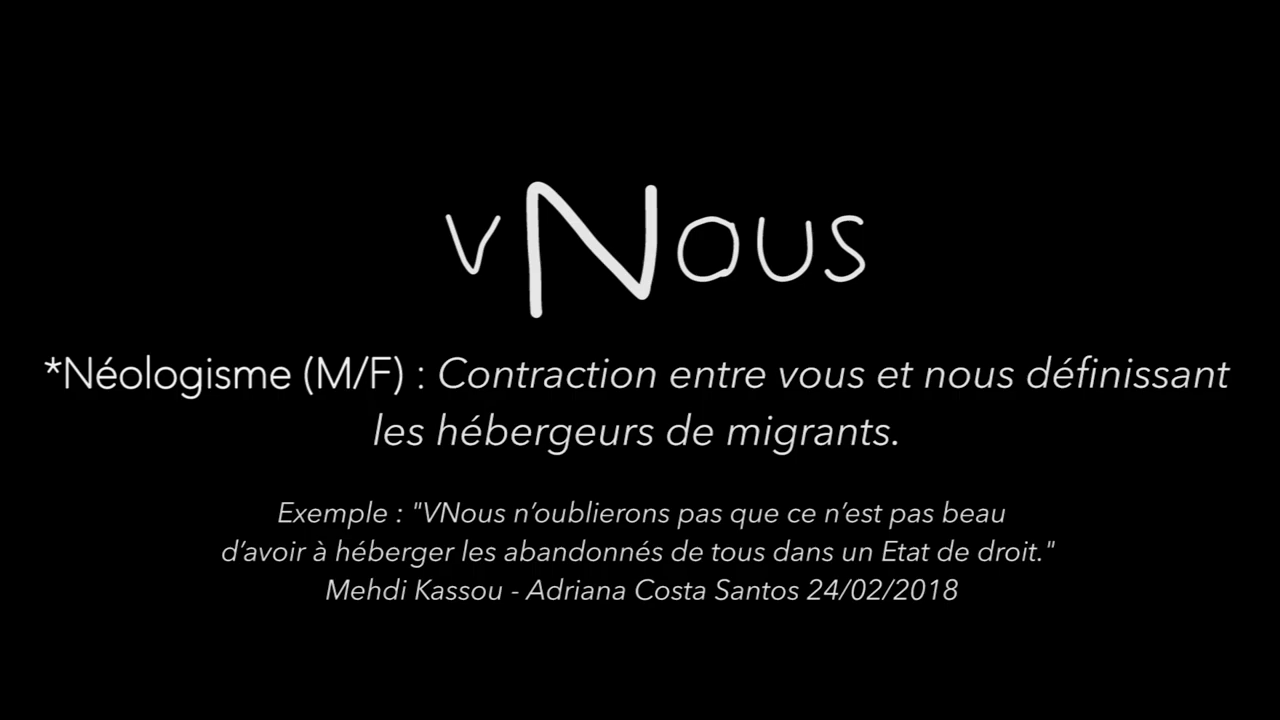 vNous
*Néologisme (M/F) : Contraction entre vous et nous définissant
les hébergeurs de migrants.
Exemple : "VNous n’oublierons pas que ce n’est pas beau
d’avoir à héberger les abandonnés de tous dans un Etat de droit."
Mehdi Kassou - Adriana Costa Santos 24/02/2018